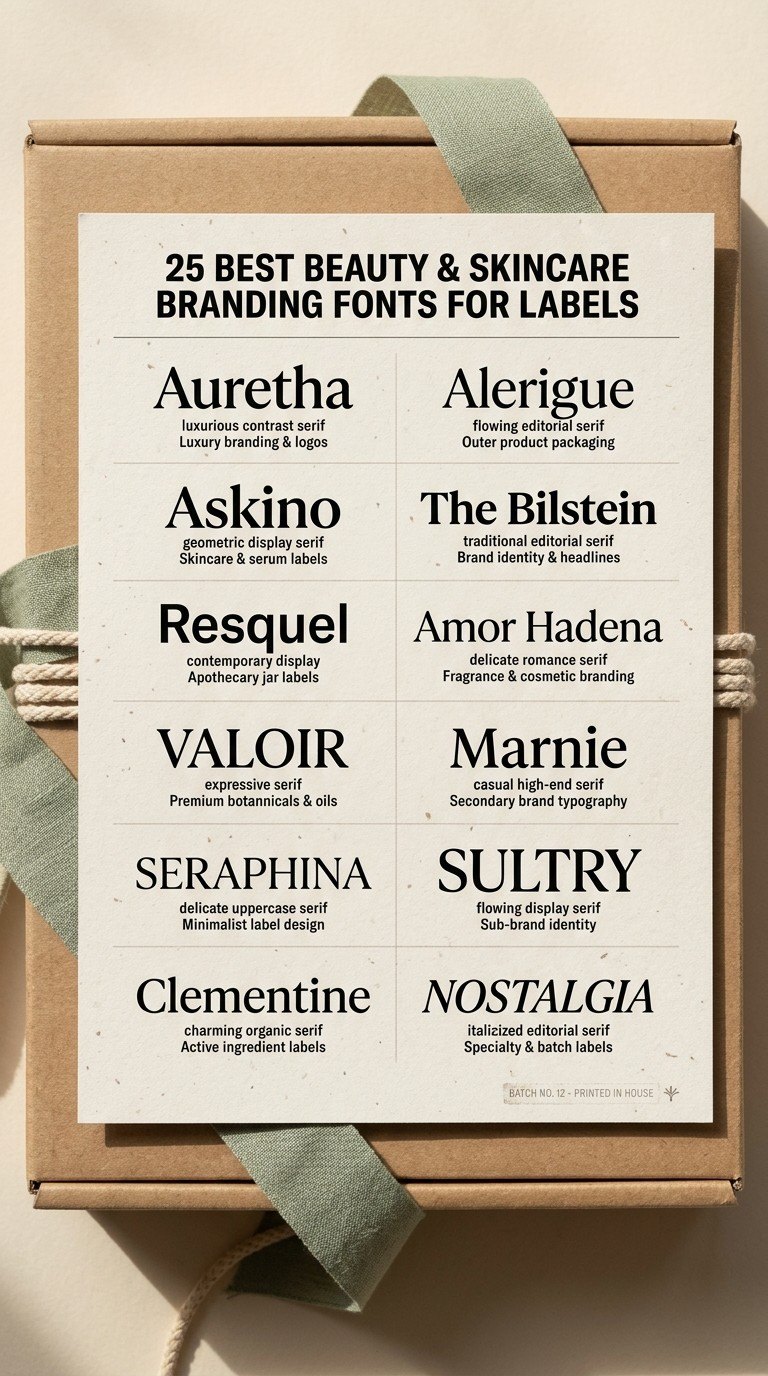 25 BEST BEAUTY & SKINCARE
BRANDING FONTS FOR LABELS
Auretha
luxurious contrast serif
Luxury branding & logos
Alerigue
flowing editorial serif
Outer product packaging
Askino
geometric display serif
Skincare & serum labels
The Bilstein
traditional editorial serif
Brand identity & headlines
Resquel
contemporary display
Apothecary jar labels
Amor Hadena
delicate romance serif
Fragrance & cosmetic branding
VALOIR
expressive serif
Premium botannicals & oils
Marnie
casual high-end serif
Secondary brand typography
SERAPHINA
delicate uppercase serif
Minimalist label design
SULTRY
flowing display serif
Sub-brand identity
Clementine
charming organic serif
Active ingredient labels
NOSTALGIA
italicized editorial serif
Specialty & batch labels
BATCH NO. 12 - PRINTED IN HOUSE